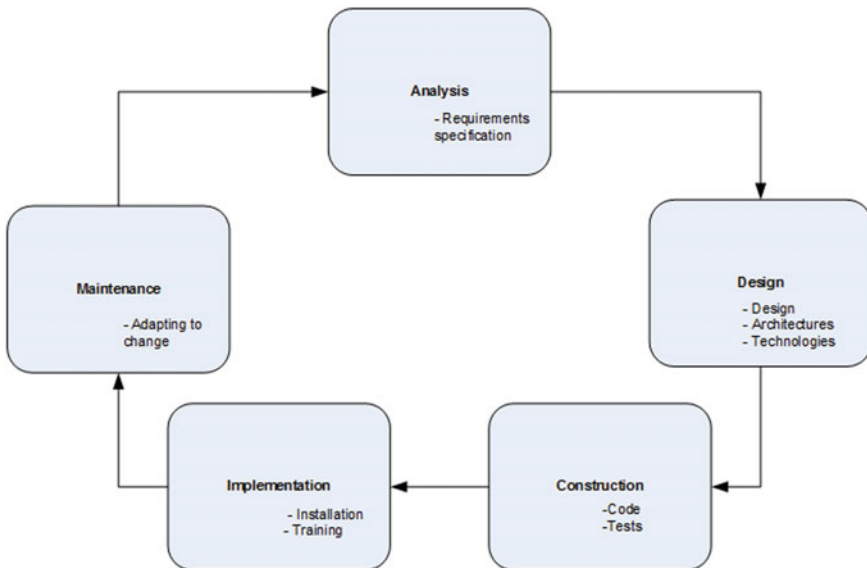 Analysis
- Requirements
specification
Design
- Design
- Architectures
- Technologies
Construction
-Code
-Tests
Implementation
- Installation
- Training
Maintenance
- Adapting to
change